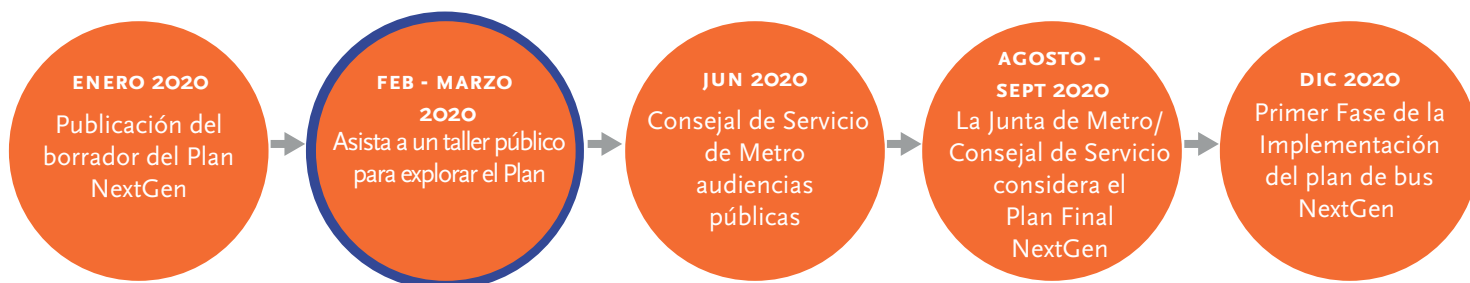 ENERO 2020
Publicación del
borrador del Plan
NextGen
FEB - MARZO
2020
Asista a un taller público
para explorar el Plan
JUN 2020
Consejal de Servicio
de Metro
audiencias
públicas
AGOSTO -
SEPT 2020
La Junta de Metro/
Consejal de Servicio
considera el
Plan Final
NextGen
DIC 2020
Primer Fase de la
Implementación
del plan de bus
NextGen